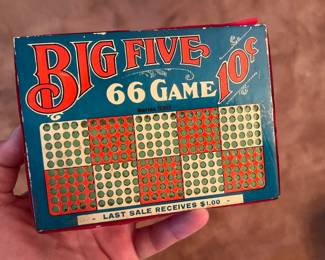 BIG FIVE
66 GAME 10¢
LAST SALE RECEIVES $1.00